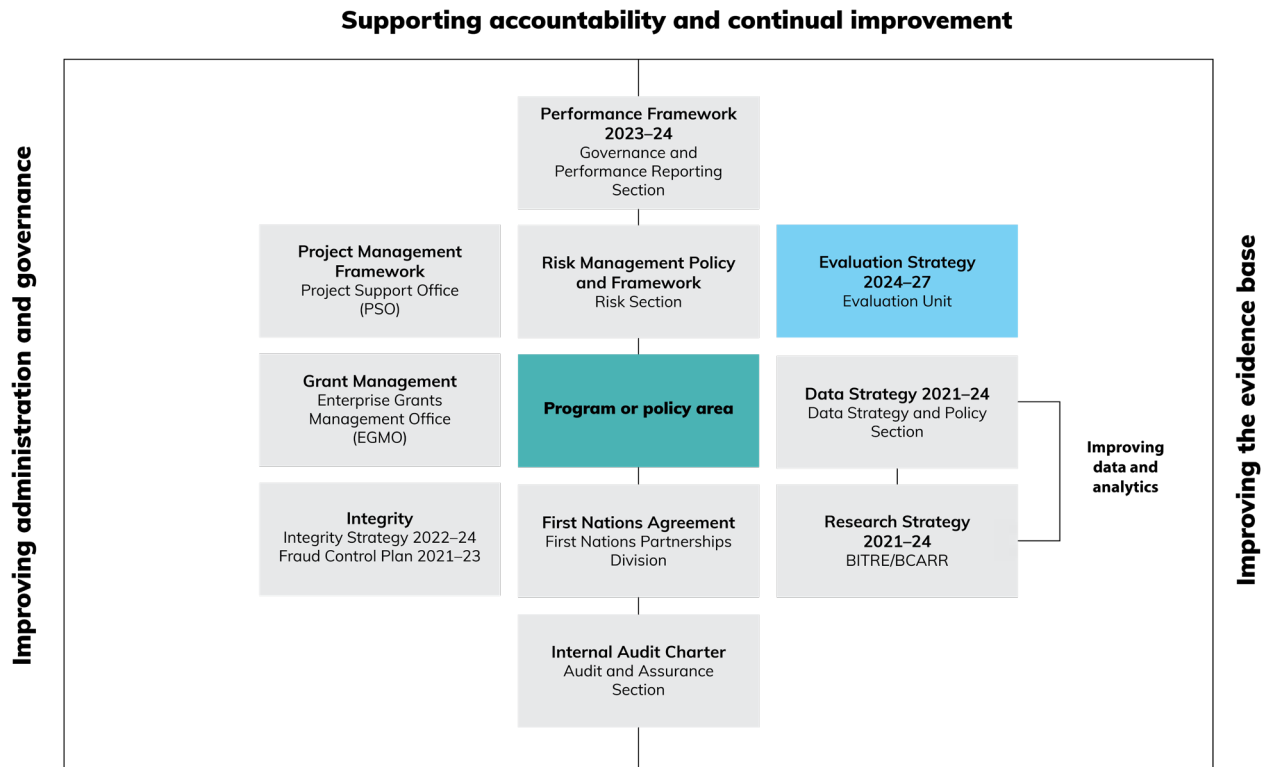 Supporting accountability and continual improvement
Improving administration and governance
Performance Framework
2023–24
Governance and
Performance Reporting
Section
Project Management
Framework
Project Support Office
(PSO)
Risk Management Policy
and Framework
Risk Section
Evaluation Strategy
2024–27
Evaluation Unit
Grant Management
Enterprise Grants
Management Office
(EGMO)
Program or policy area
Data Strategy 2021–24
Data Strategy and Policy
Section
Improving
data and
analytics
Integrity
Integrity Strategy 2022–24
Fraud Control Plan 2021–23
First Nations Agreement
First Nations Partnerships
Division
Research Strategy
2021–24
BITRE/BCARR
Internal Audit Charter
Audit and Assurance
Section
Improving the evidence base